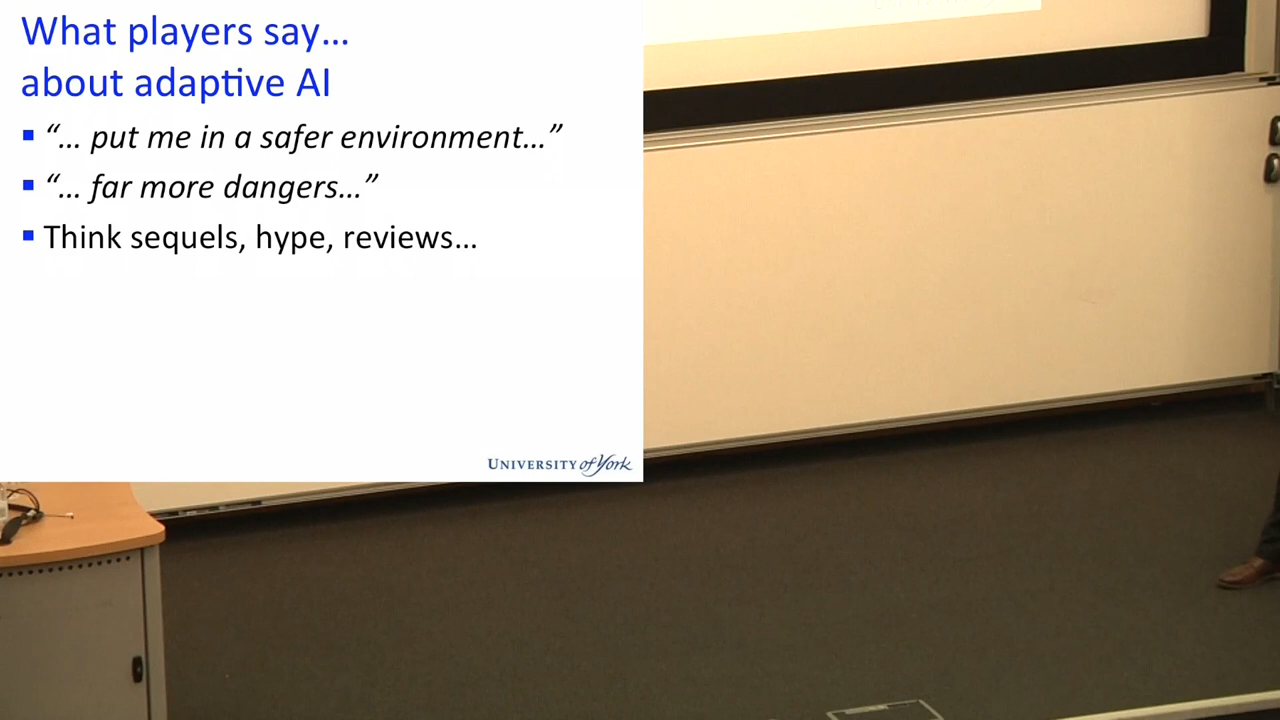 What players say…
about adaptive AI
"… put me in a safer environment…"
"… far more dangers…"
Think sequels, hype, reviews…
UNIVERSITY of York